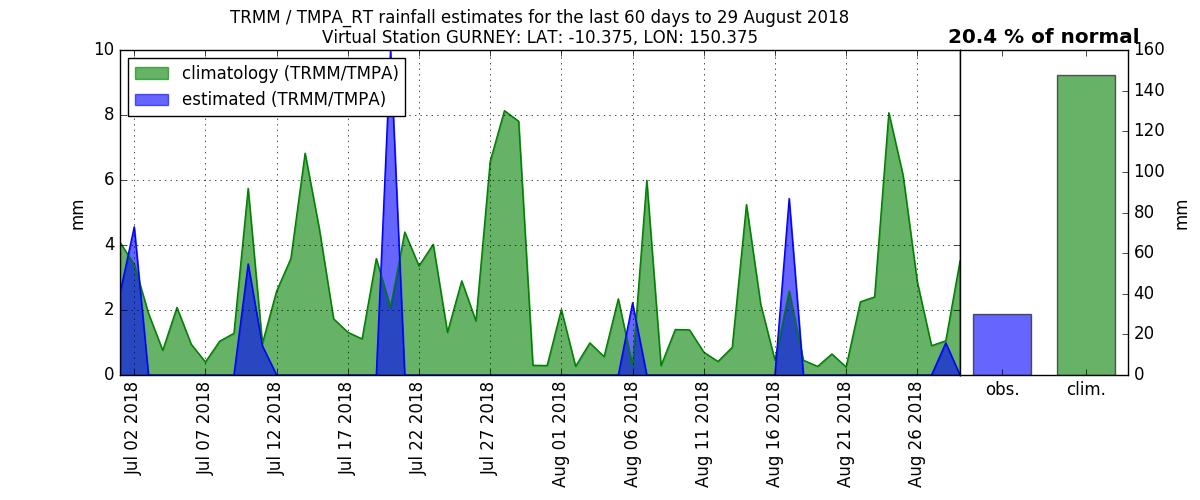 TRMM / TMPA_RT rainfall estimates for the last 60 days to 29 August 2018
Virtual Station GURNEY: LAT: -10.375, LON: 150.375
20.4 % of normal
climatology (TRMM/TMPA)
estimated (TRMM/TMPA)
mm
10
8
6
4
2
0
Jul 02 2018
Jul 07 2018
Jul 12 2018
Jul 17 2018
Jul 22 2018
Jul 27 2018
Aug 01 2018
Aug 06 2018
Aug 11 2018
Aug 16 2018
Aug 21 2018
Aug 26 2018
obs.
clim.
160
140
120
100
80
60
40
20
0
mm